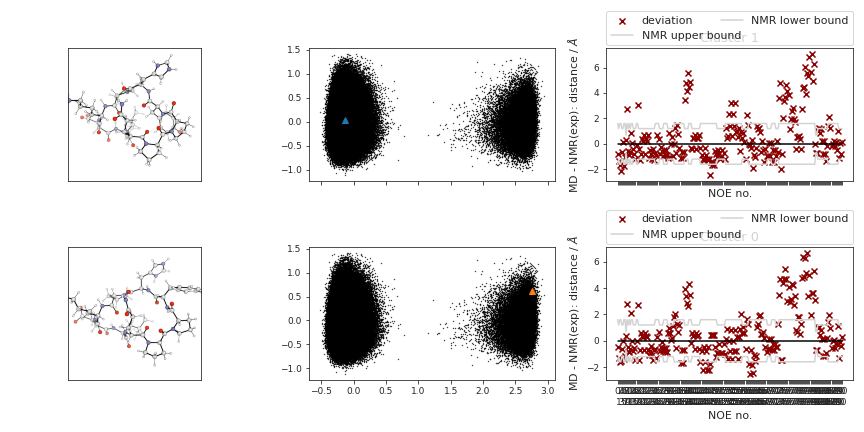 deviation
NMR lower bound
NMR upper bound
Cluster 1
MD - NMR(exp): distance / Å
6
4
2
0
−2
NOE no.
1.5
1.0
0.5
0.0
−0.5
−1.0
deviation
NMR lower bound
NMR upper bound
Cluster 0
MD - NMR(exp): distance / Å
6
4
2
0
−2
NOE no.
1.5
1.0
0.5
0.0
−0.5
−1.0
−0.5 0.0 0.5 1.0 1.5 2.0 2.5 3.0